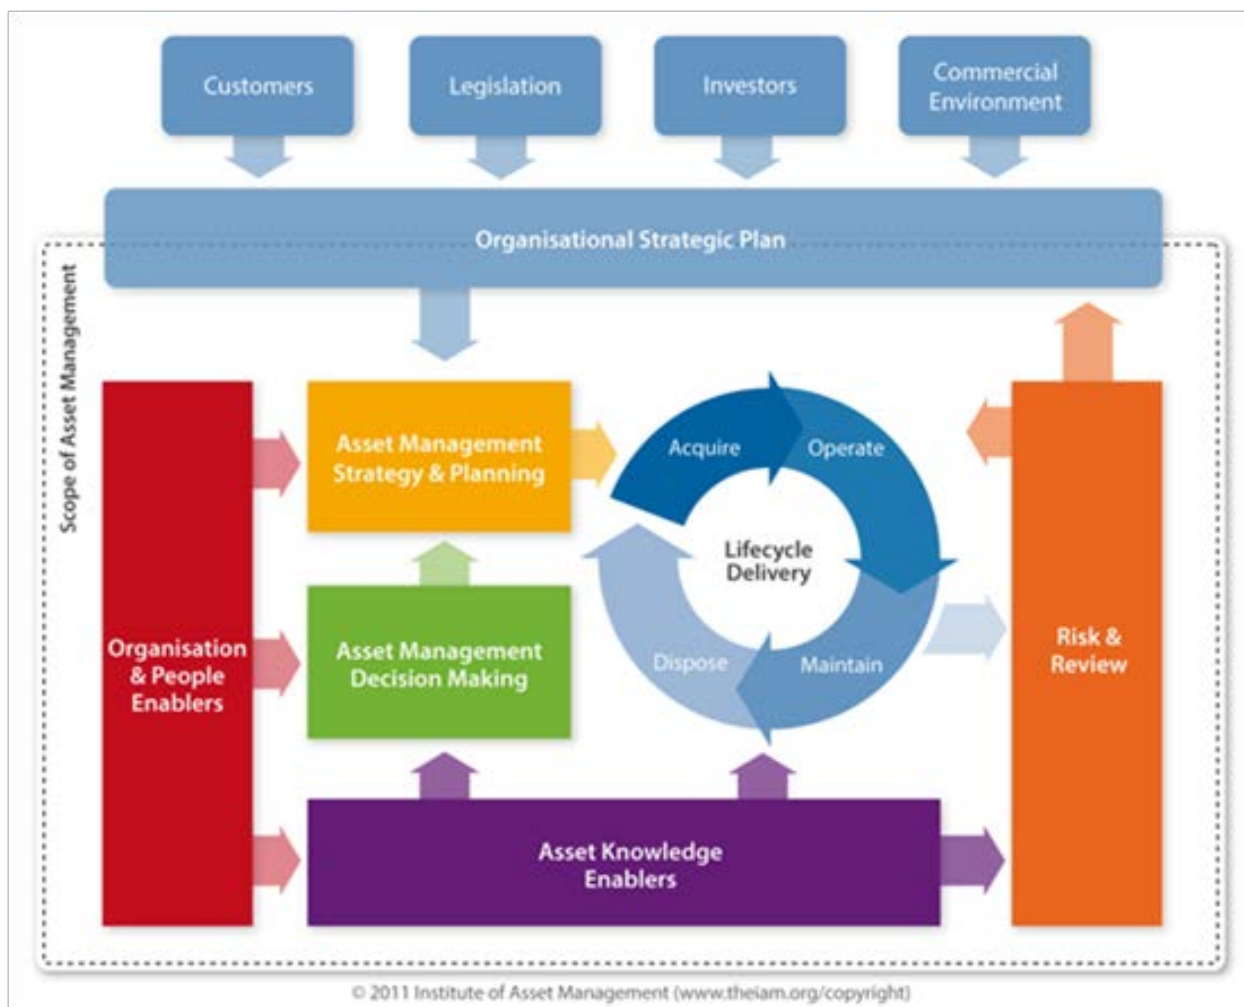 Customers
Legislation
Investors
Commercial
Environment
Organisational Strategic Plan
Scope of Asset Management
Asset Management
Strategy & Planning
Acquire
Operate
Lifecycle
Delivery
Organisation
& People
Enablers
Asset Management
Decision Making
Dispose
Maintain
Risk &
Review
Asset Knowledge
Enablers
© 2011 Institute of Asset Management (www.theiam.org/copyright)